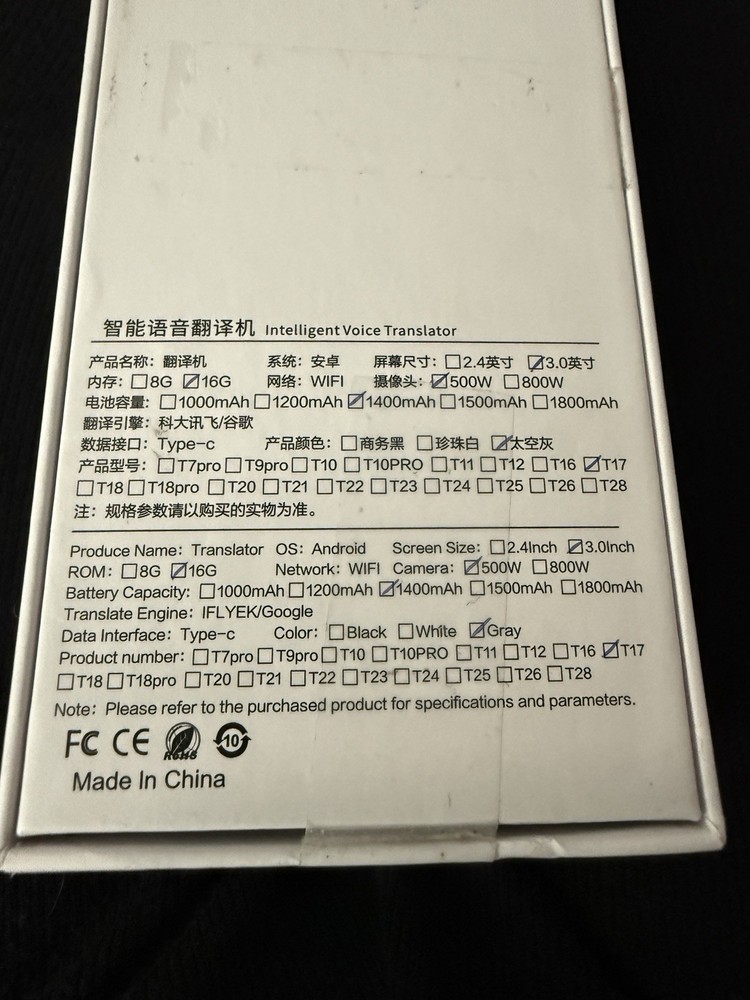 智能语音翻译机 Intelligent Voice Translator
产品名称：翻译机 系统：安卓 屏幕尺寸：☐2.4英寸 ☑3.0英寸
内存：☐8G ☑16G 网络：WIFI 摄像头：☑500W ☐800W
电池容量：☐1000mAh ☐1200mAh ☑1400mAh ☐1500mAh ☐1800mAh
翻译引擎：科大讯飞/谷歌
数据接口：Type-c 产品颜色：☐商务黑 ☐珍珠白 ☑太空灰
产品型号：☐T7pro ☐T9pro ☐T10 ☐T10PRO ☐T11 ☐T12 ☐T16 ☑T17
☐T18 ☐T18pro ☐T20 ☐T21 ☐T22 ☐T23 ☐T24 ☐T25 ☐T26 ☐T28
注：规格参数请以购买的实物为准。
Produce Name: Translator OS: Android Screen Size: ☐2.4Inch ☑3.0Inch
ROM: ☐8G ☑16G Network: WIFI Camera: ☑500W ☐800W
Battery Capacity: ☐1000mAh ☐1200mAh ☑1400mAh ☐1500mAh ☐1800mAh
Translate Engine: IFLYEK/Google
Data Interface: Type-c Color: ☐Black ☐White ☑Gray
Product number: ☐T7pro ☐T9pro ☐T10 ☐T10PRO ☐T11 ☐T12 ☐T16 ☑T17
☐T18 ☐T18pro ☐T20 ☐T21 ☐T22 ☐T23 ☐T24 ☐T25 ☐T26 ☐T28
Note: Please refer to the purchased product for specifications and parameters.
FC CE RoHS 10
Made In China